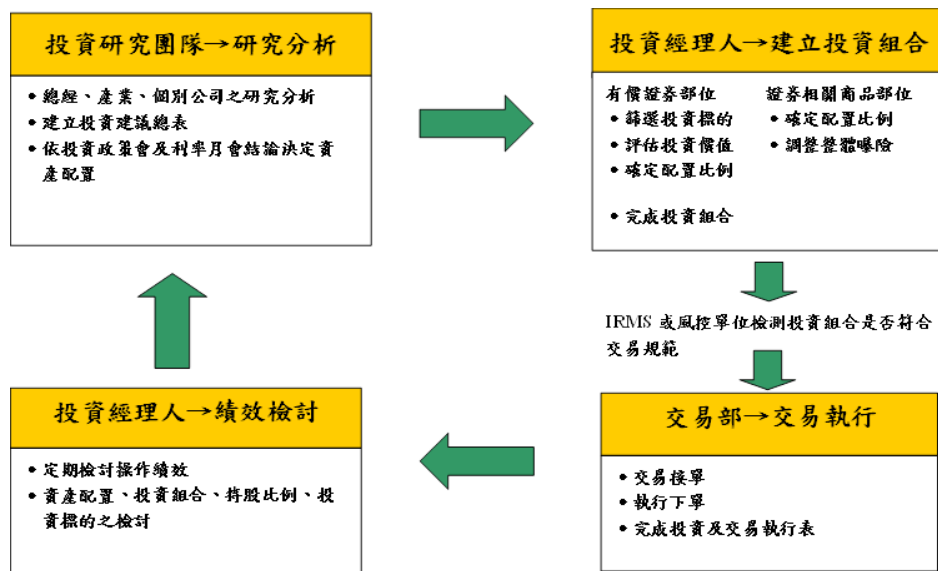 投資研究團隊→研究分析
• 總經、產業、個別公司之研究分析
• 建立投資建議總表
• 依投資政策會及利率月會結論決定資
產配置
投資經理人→建立投資組合
有價證券部位
• 篩選投資標的
• 評估投資價值
• 確定配置比例
• 完成投資組合
證券相關商品部位
• 確定配置比例
• 調整整體曝險
IRMS 或風控單位檢測投資組合是否符合
交易規範
交易部→交易執行
• 交易接單
• 執行下單
• 完成投資及交易執行表
投資經理人→績效檢討
• 定期檢討操作績效
• 資產配置、投資組合、持股比例、投
資標的之檢討